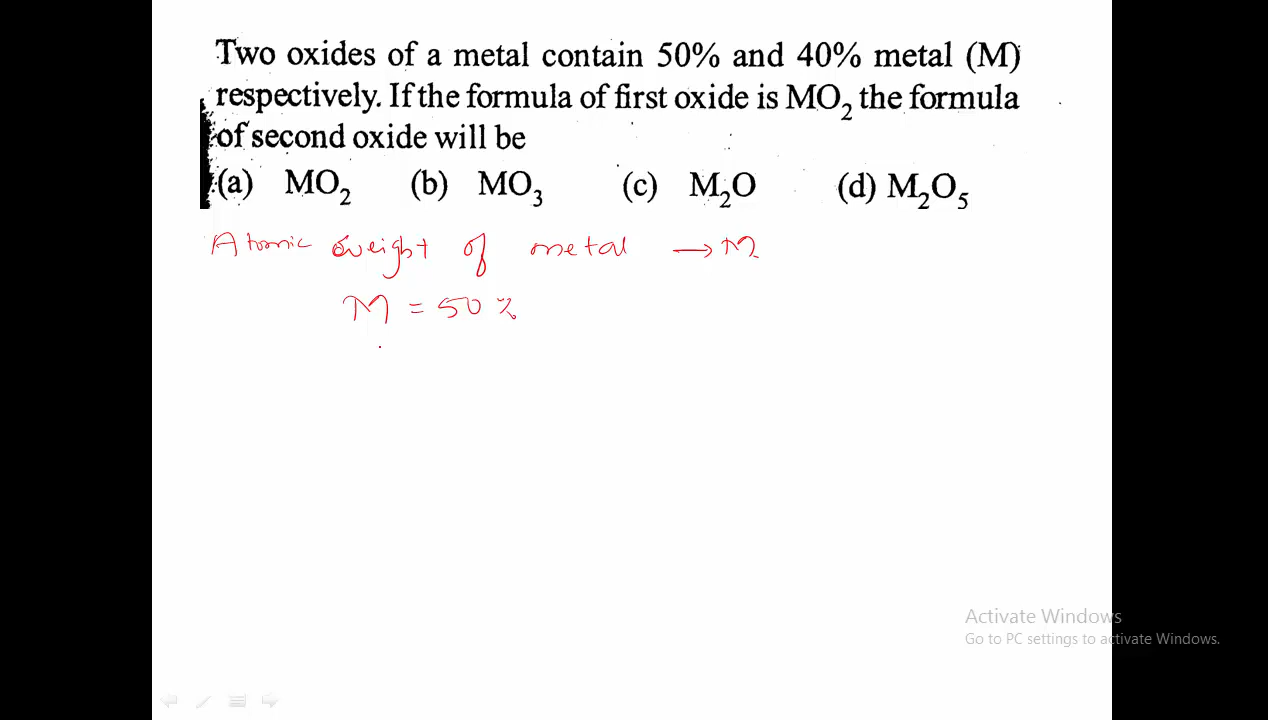 Two oxides of a metal contain 50% and 40% metal (M)
respectively. If the formula of first oxide is MO₂ the formula
of second oxide will be
(a) MO₂ (b) MO₃ (c) M₂O (d) M₂O₅
Atomic weight of metal → M
M = 50%
Activate Windows
Go to PC settings to activate Windows.